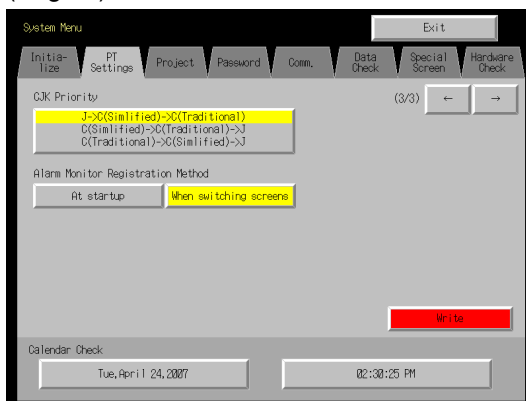 System Menu
Exit
Initia-
lize
PT
Settings
Project
Password
Comm.
Data
Check
Special
Screen
Hardware
Check
CJK Priority
(3/3)
←
→
J->C(Simlified)->C(Traditional)
C(Simlified)->C(Traditional)->J
C(Traditional)->C(Simlified)->J
Alarm Monitor Registration Method
At startup
When switching screens
Write
Calendar Check
Tue,April 24,2007
02:30:25 PM